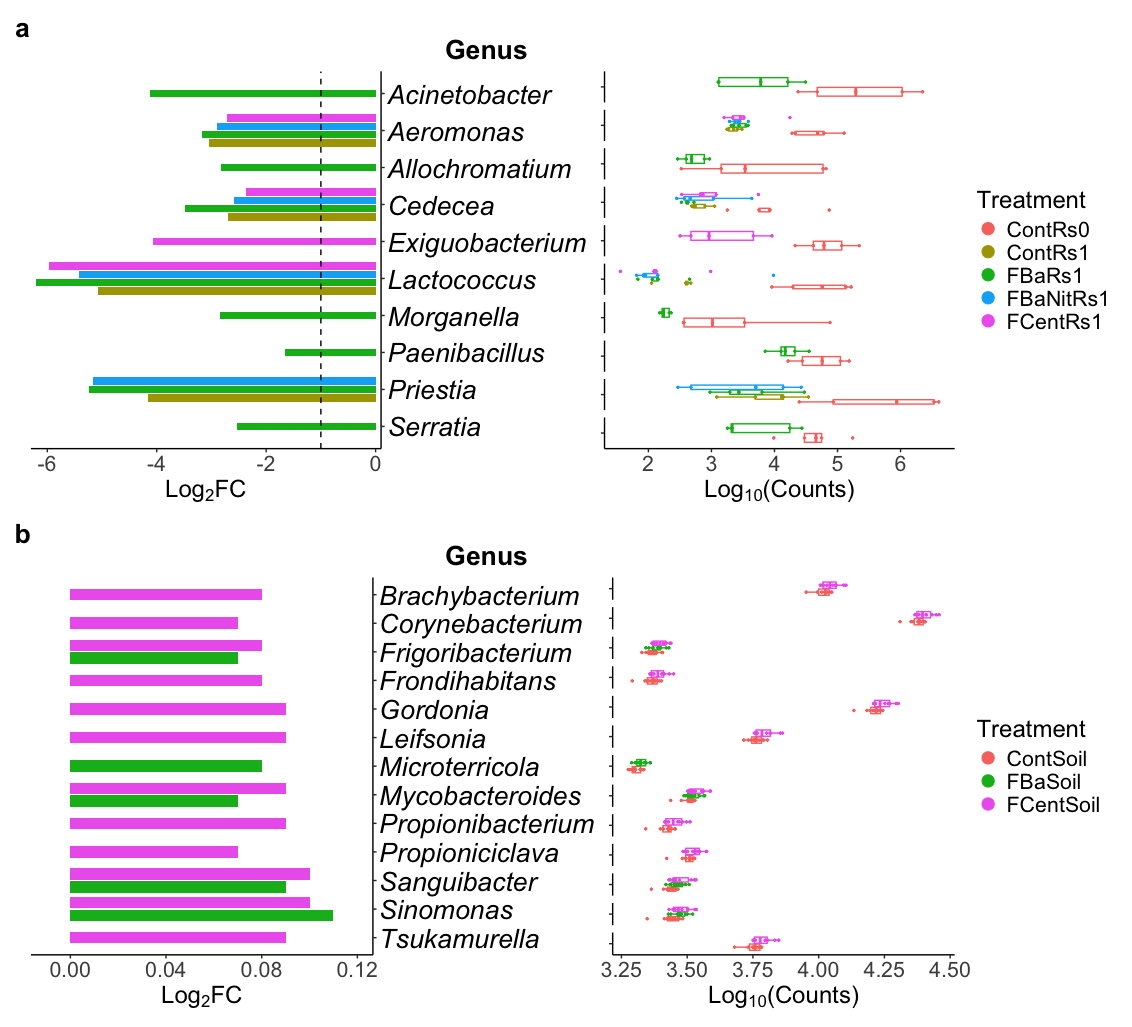 a
Genus
Acinetobacter
Aeromonas
Allochromatium
Cedecea
Exiguobacterium
Lactococcus
Morganella
Paenibacillus
Priestia
Serratia
-6 -4 -2 0
Log₂FC
2 3 4 5 6
Log₁₀(Counts)
Treatment
ContRs0
ContRs1
FBaRs1
FBaNitRs1
FCentRs1
b
Genus
Brachybacterium
Corynebacterium
Frigoribacterium
Frondihabitans
Gordonia
Leifsonia
Microterricola
Mycobacteroides
Propionibacterium
Propioniciclava
Sanguibacter
Sinomonas
Tsukamurella
0.00 0.04 0.08 0.12
Log₂FC
3.25 3.50 3.75 4.00 4.25 4.50
Log₁₀(Counts)
Treatment
ContSoil
FBaSoil
FCentSoil